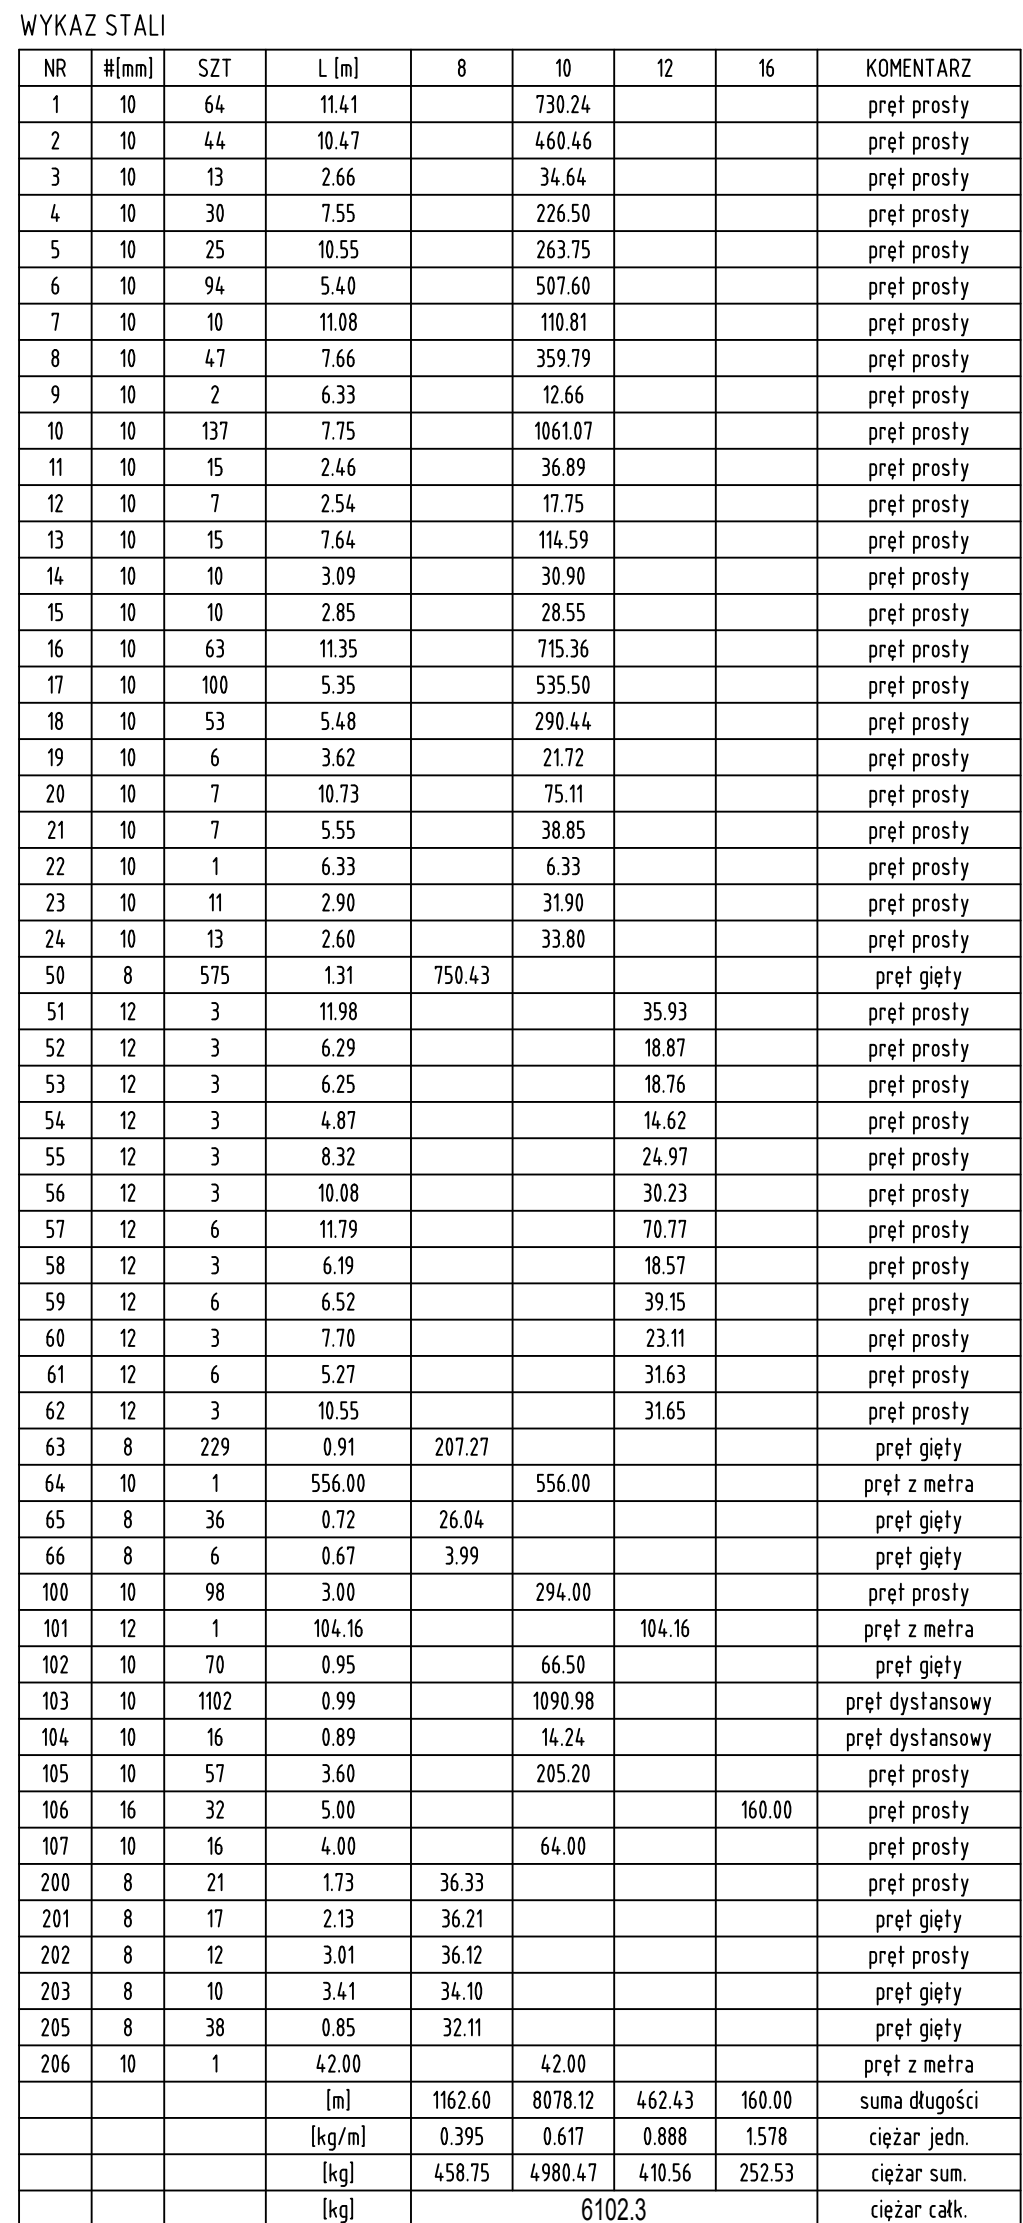 WYKAZ STALI
NR #[mm] SZT L [m] 8 10 12 16 KOMENTARZ
1 10 64 11.41 730.24 pręt prosty
2 10 44 10.47 460.46 pręt prosty
3 10 13 2.66 34.64 pręt prosty
4 10 30 7.55 226.50 pręt prosty
5 10 25 10.55 263.75 pręt prosty
6 10 94 5.40 507.60 pręt prosty
7 10 10 11.08 110.81 pręt prosty
8 10 47 7.66 359.79 pręt prosty
9 10 2 6.33 12.66 pręt prosty
10 10 137 7.75 1061.07 pręt prosty
11 10 15 2.46 36.89 pręt prosty
12 10 7 2.54 17.75 pręt prosty
13 10 15 7.64 114.59 pręt prosty
14 10 10 3.09 30.90 pręt prosty
15 10 10 2.85 28.55 pręt prosty
16 10 63 11.35 715.36 pręt prosty
17 10 100 5.35 535.50 pręt prosty
18 10 53 5.48 290.44 pręt prosty
19 10 6 3.62 21.72 pręt prosty
20 10 7 10.73 75.11 pręt prosty
21 10 7 5.55 38.85 pręt prosty
22 10 1 6.33 6.33 pręt prosty
23 10 11 2.90 31.90 pręt prosty
24 10 13 2.60 33.80 pręt prosty
50 8 575 1.31 750.43 pręt gięty
51 12 3 11.98 35.93 pręt prosty
52 12 3 6.29 18.87 pręt prosty
53 12 3 6.25 18.76 pręt prosty
54 12 3 4.87 14.62 pręt prosty
55 12 3 8.32 24.97 pręt prosty
56 12 3 10.08 30.23 pręt prosty
57 12 6 11.79 70.77 pręt prosty
58 12 3 6.19 18.57 pręt prosty
59 12 6 6.52 39.15 pręt prosty
60 12 3 7.70 23.11 pręt prosty
61 12 6 5.27 31.63 pręt prosty
62 12 3 10.55 31.65 pręt prosty
63 8 229 0.91 207.27 pręt gięty
64 10 1 556.00 556.00 pręt z metra
65 8 36 0.72 26.04 pręt gięty
66 8 6 0.67 3.99 pręt gięty
100 10 98 3.00 294.00 pręt prosty
101 12 1 104.16 104.16 pręt z metra
102 10 70 0.95 66.50 pręt gięty
103 10 1102 0.99 1090.98 pręt dystansowy
104 10 16 0.89 14.24 pręt dystansowy
105 10 57 3.60 205.20 pręt prosty
106 16 32 5.00 160.00 pręt prosty
107 10 16 4.00 64.00 pręt prosty
200 8 21 1.73 36.33 pręt prosty
201 8 17 2.13 36.21 pręt gięty
202 8 12 3.01 36.12 pręt prosty
203 8 10 3.41 34.10 pręt gięty
205 8 38 0.85 32.11 pręt gięty
206 10 1 42.00 42.00 pręt z metra
[m] 1162.60 8078.12 462.43 160.00 suma długości
[kg/m] 0.395 0.617 0.888 1.578 ciężar jedn.
[kg] 458.75 4980.47 410.56 252.53 ciężar sum.
[kg] 6102.3 ciężar całk.